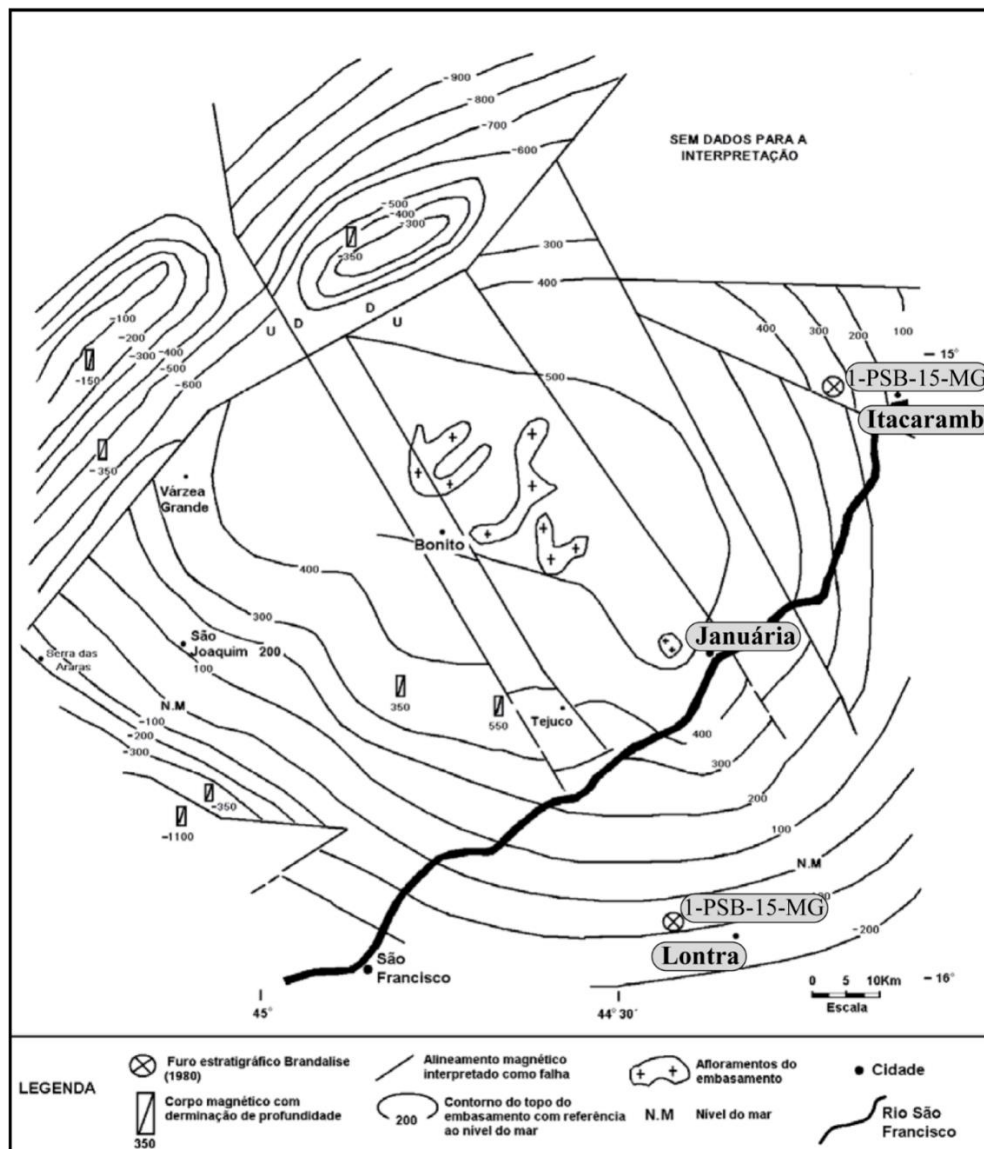 -900
-800
-700
-600
SEM DADOS PARA A
INTERPRETAÇÃO
-500
-400
-300
-350
300
400
U
D
D
U
-100
-200
-300
-400
-500
-600
-150
-350
400
300
200
100
- 15°
1-PSB-15-MG
Itacaramb
500
Várzea
Grande
Bonito
400
300
São
Joaquim
200
100
Serra das
Araras
N.M
-100
-200
-300
-350
-1100
350
550
Tejuco
Januária
400
300
200
100
N.M
-200
1-PSB-15-MG
Lontra
São
Francisco
45°
44° 30'
0 5 10Km
Escala
- 16°
LEGENDA
Furo estratigráfico Brandalise
(1980)
Alineamento magnético
interpretado como falha
Afloramentos do
embasamento
Cidade
Corpo magnético com
derminação de profundidade
350
200
Contorno do topo do
embasamento com referência
ao nível do mar
N.M
Nível do mar
Rio São
Francisco